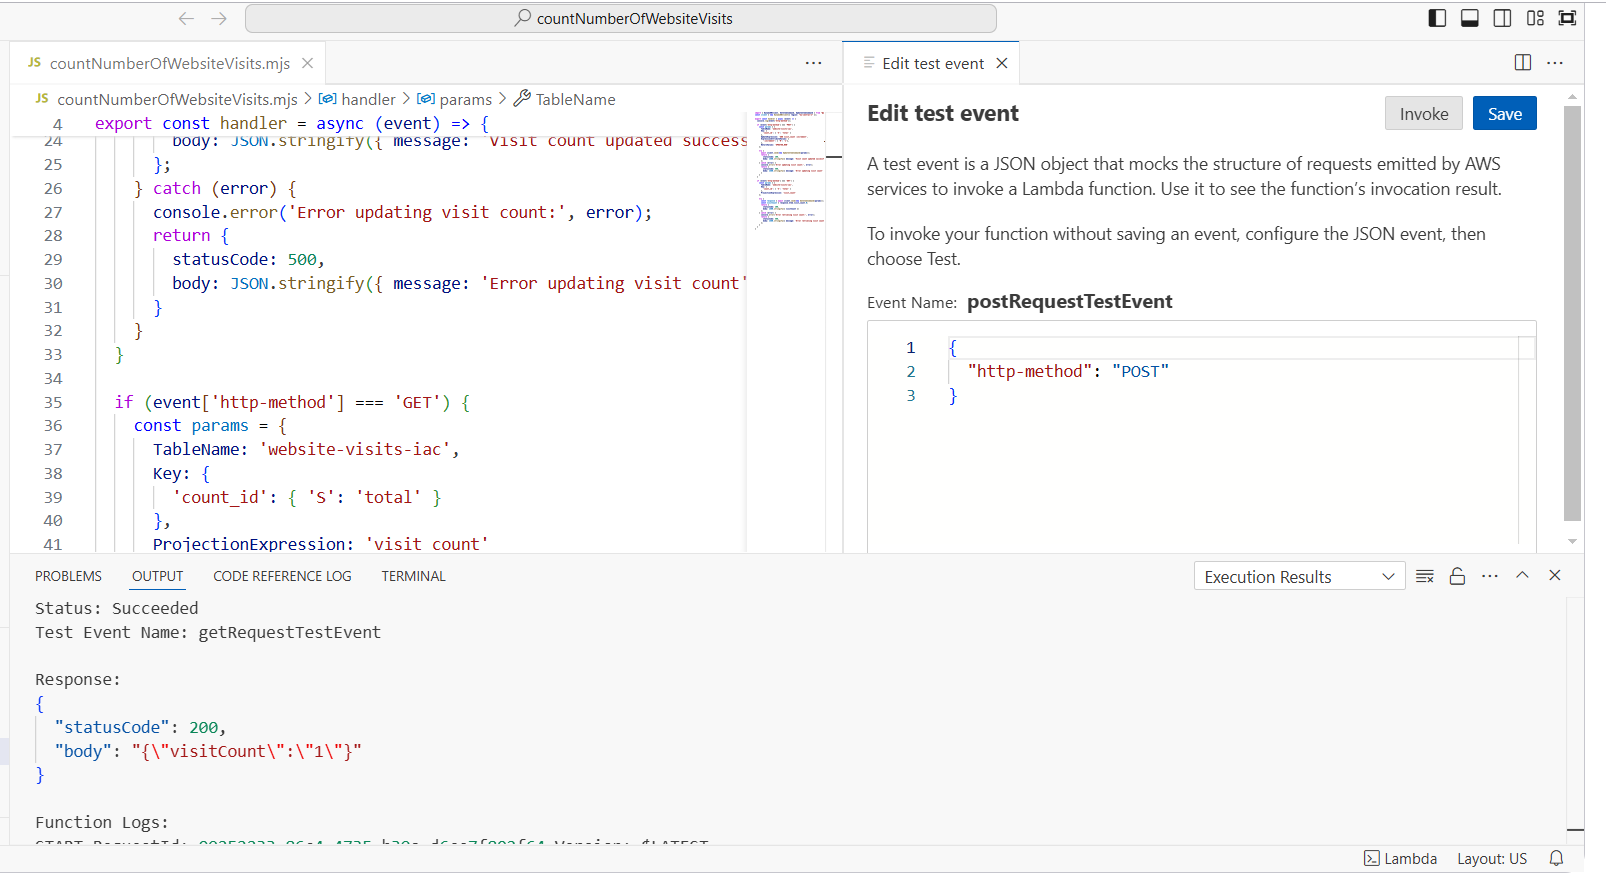 countNumberOfWebsiteVisits
JS countNumberOfWebsiteVisits.mjs
Edit test event
JS countNumberOfWebsiteVisits.mjs > handler > params > TableName
4 export const handler = async (event) => {
24 body: JSON.stringify({ message: 'Visit count updated success
25 };
26 } catch (error) {
27 console.error('Error updating visit count:', error);
28 return {
29 statusCode: 500,
30 body: JSON.stringify({ message: 'Error updating visit count'
31 }
32 }
33 }
34
35 if (event['http-method'] === 'GET') {
36 const params = {
37 TableName: 'website-visits-iac',
38 Key: {
39 'count_id': { 'S': 'total' }
40 },
41 ProjectionExpression: 'visit_count'
Edit test event
Invoke
Save
A test event is a JSON object that mocks the structure of requests emitted by AWS
services to invoke a Lambda function. Use it to see the function's invocation result.
To invoke your function without saving an event, configure the JSON event, then
choose Test.
Event Name: postRequestTestEvent
1 {
2 "http-method": "POST"
3 }
PROBLEMS OUTPUT CODE REFERENCE LOG TERMINAL
Execution Results
Status: Succeeded
Test Event Name: getRequestTestEvent
Response:
{
"statusCode": 200,
"body": "{\"visitCount\":\"1\"}"
}
Function Logs:
START RequestId: Version: $LATEST
Lambda Layout: US